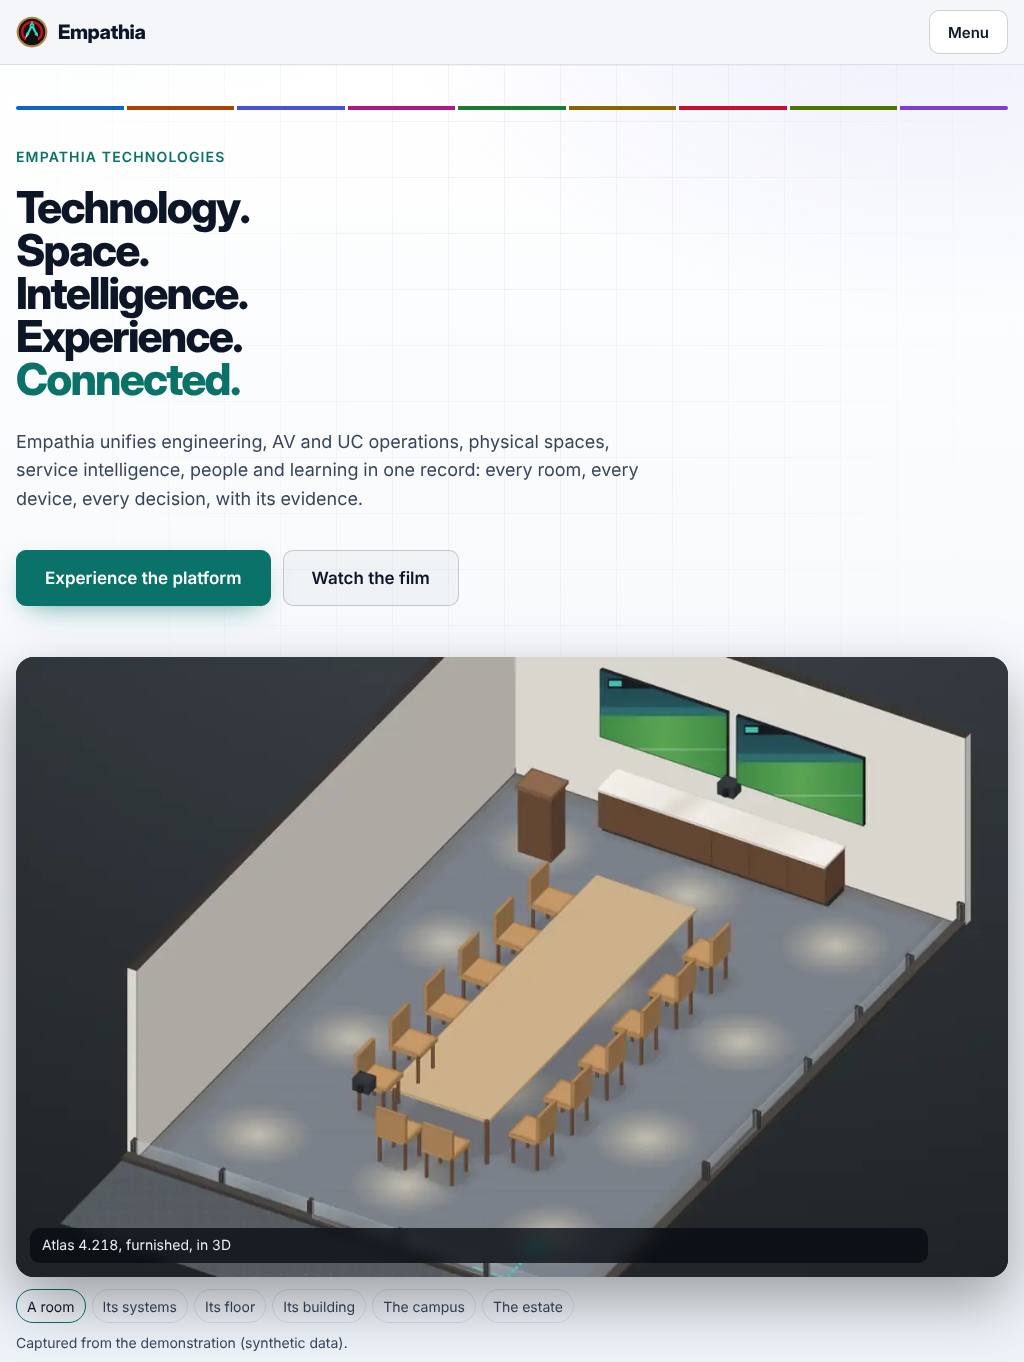 Empathia
Menu
EMPATHIA TECHNOLOGIES
Technology.
Space.
Intelligence.
Experience.
Connected.
Empathia unifies engineering, AV and UC operations, physical spaces,
service intelligence, people and learning in one record: every room, every
device, every decision, with its evidence.
Experience the platform
Watch the film
Atlas 4.218, furnished, in 3D
A room
Its systems
Its floor
Its building
The campus
The estate
Captured from the demonstration (synthetic data).